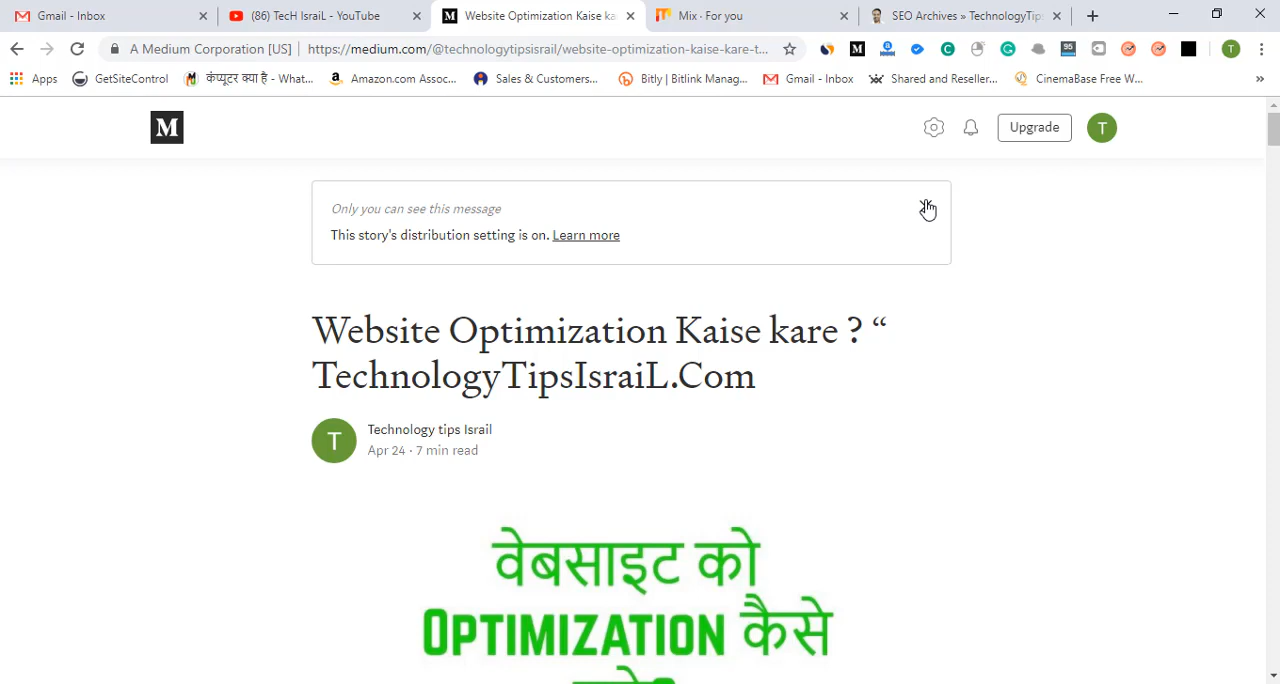 Gmail - Inbox
(86) TecH IsraiL - YouTube
Website Optimization Kaise ka
Mix · For you
SEO Archives » TechnologyTip
A Medium Corporation [US]
https://medium.com/@technologytipsisrail/website-optimization-kaise-kare-t...
Apps
GetSiteControl
कंप्यूटर क्या है - What...
Amazon.com Assoc...
Sales & Customers...
Bitly | Bitlink Manag...
Gmail - Inbox
Shared and Reseller...
CinemaBase Free W...
»
M
Upgrade
T
Only you can see this message
This story's distribution setting is on. Learn more
Website Optimization Kaise kare ? “
TechnologyTipsIsraiL.Com
T
Technology tips Israil
Apr 24 · 7 min read
वेबसाइट को
OPTIMIZATION कैसे